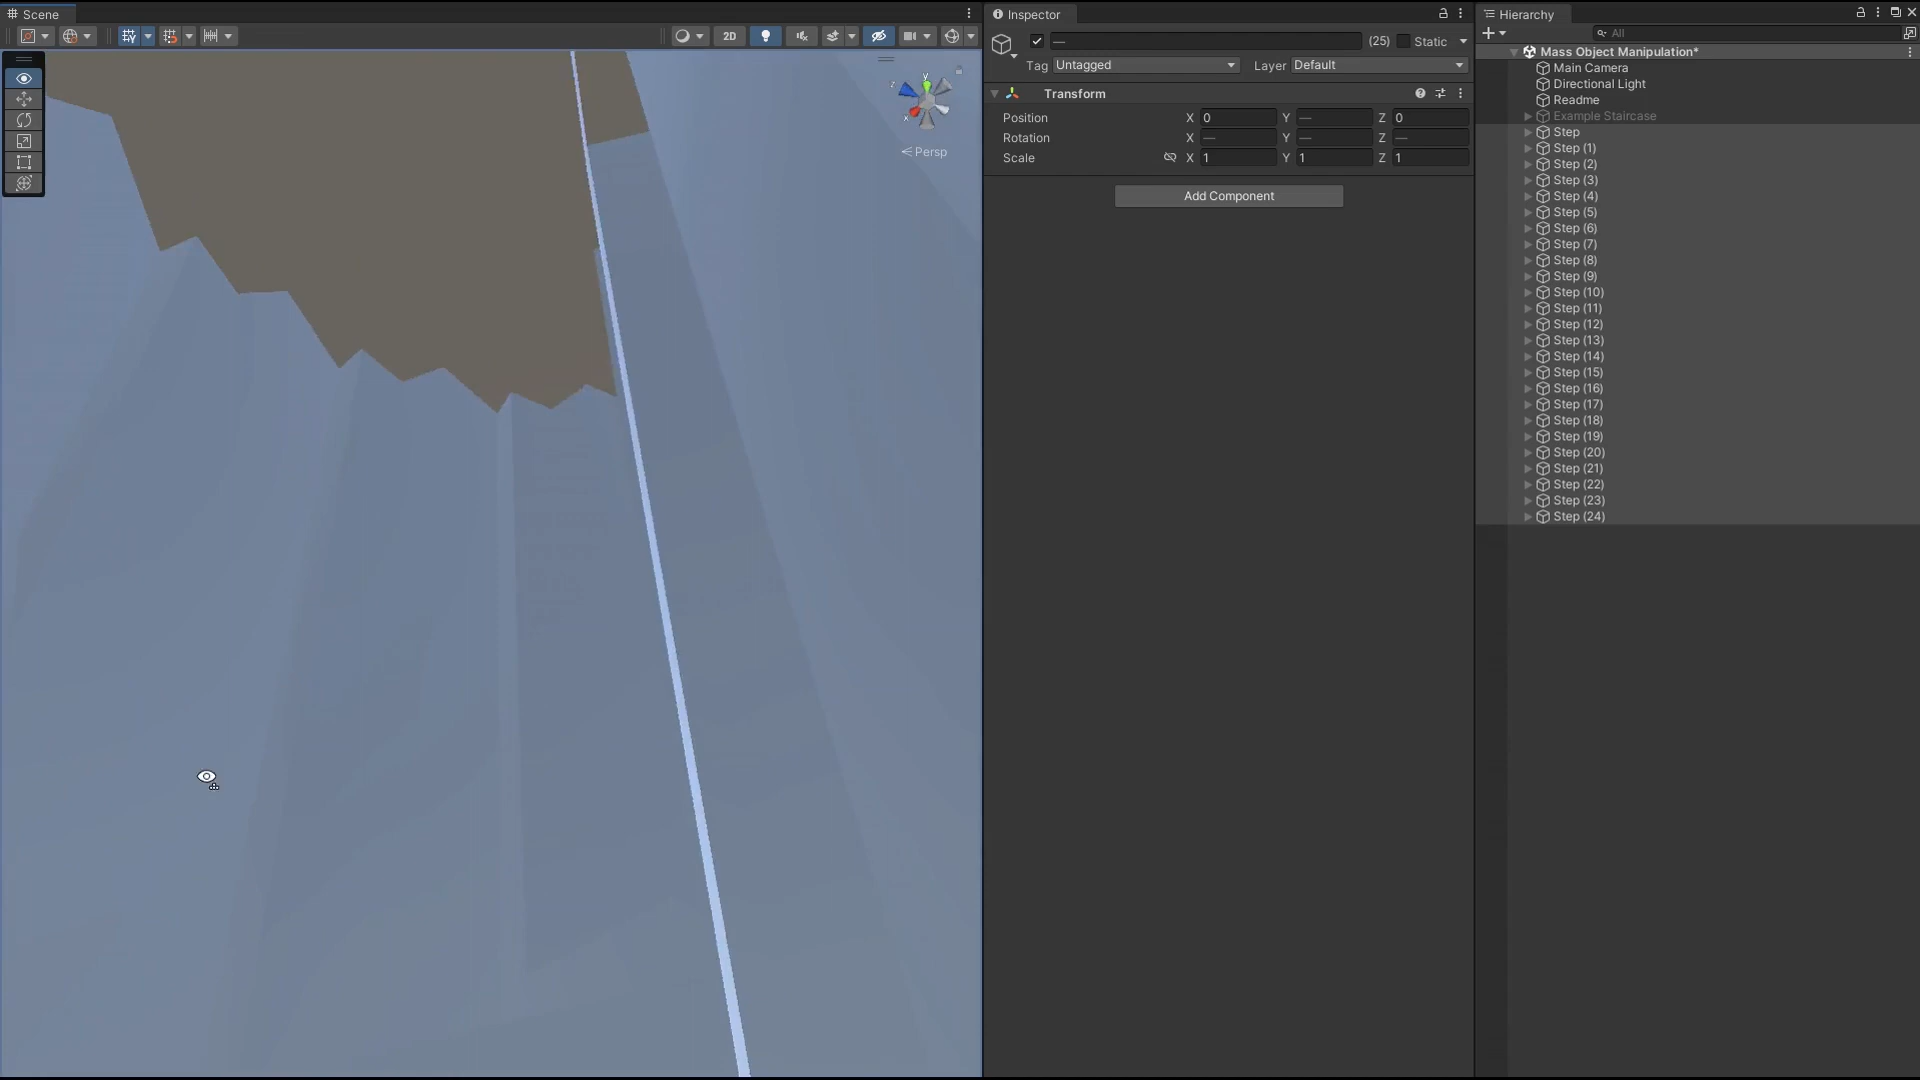 Scene
2D
y
z
x
Persp
Inspector
—
(25)
Static
Tag
Untagged
Layer
Default
Transform
Position
X
0
Y
—
Z
0
Rotation
X
—
Y
—
Z
—
Scale
X
1
Y
1
Z
1
Add Component
Hierarchy
All
Mass Object Manipulation*
Main Camera
Directional Light
Readme
Example Staircase
Step
Step (1)
Step (2)
Step (3)
Step (4)
Step (5)
Step (6)
Step (7)
Step (8)
Step (9)
Step (10)
Step (11)
Step (12)
Step (13)
Step (14)
Step (15)
Step (16)
Step (17)
Step (18)
Step (19)
Step (20)
Step (21)
Step (22)
Step (23)
Step (24)